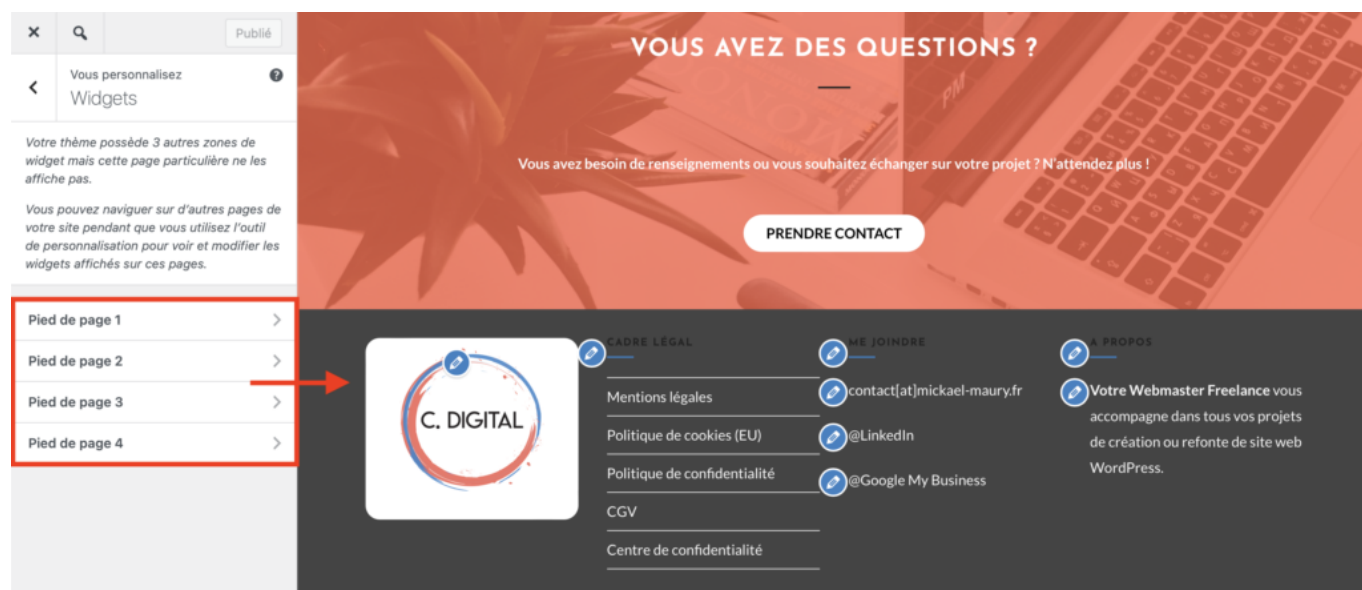 Publié
Vous personnalisez
Widgets
Votre thème possède 3 autres zones de
widget mais cette page particulière ne les
affiche pas.
Vous pouvez naviguer sur d'autres pages de
votre site pendant que vous utilisez l'outil
de personnalisation pour voir et modifier les
widgets affichés sur ces pages.
Pied de page 1
Pied de page 2
Pied de page 3
Pied de page 4
VOUS AVEZ DES QUESTIONS ?
Vous avez besoin de renseignements ou vous souhaitez échanger sur votre projet ? N'attendez plus !
PRENDRE CONTACT
C. DIGITAL
CADRE LÉGAL
Mentions légales
Politique de cookies (EU)
Politique de confidentialité
CGV
Centre de confidentialité
ME JOINDRE
contact[at]mickael-maury.fr
@LinkedIn
@Google My Business
A PROPOS
Votre Webmaster Freelance vous
accompagne dans tous vos projets
de création ou refonte de site web
WordPress.